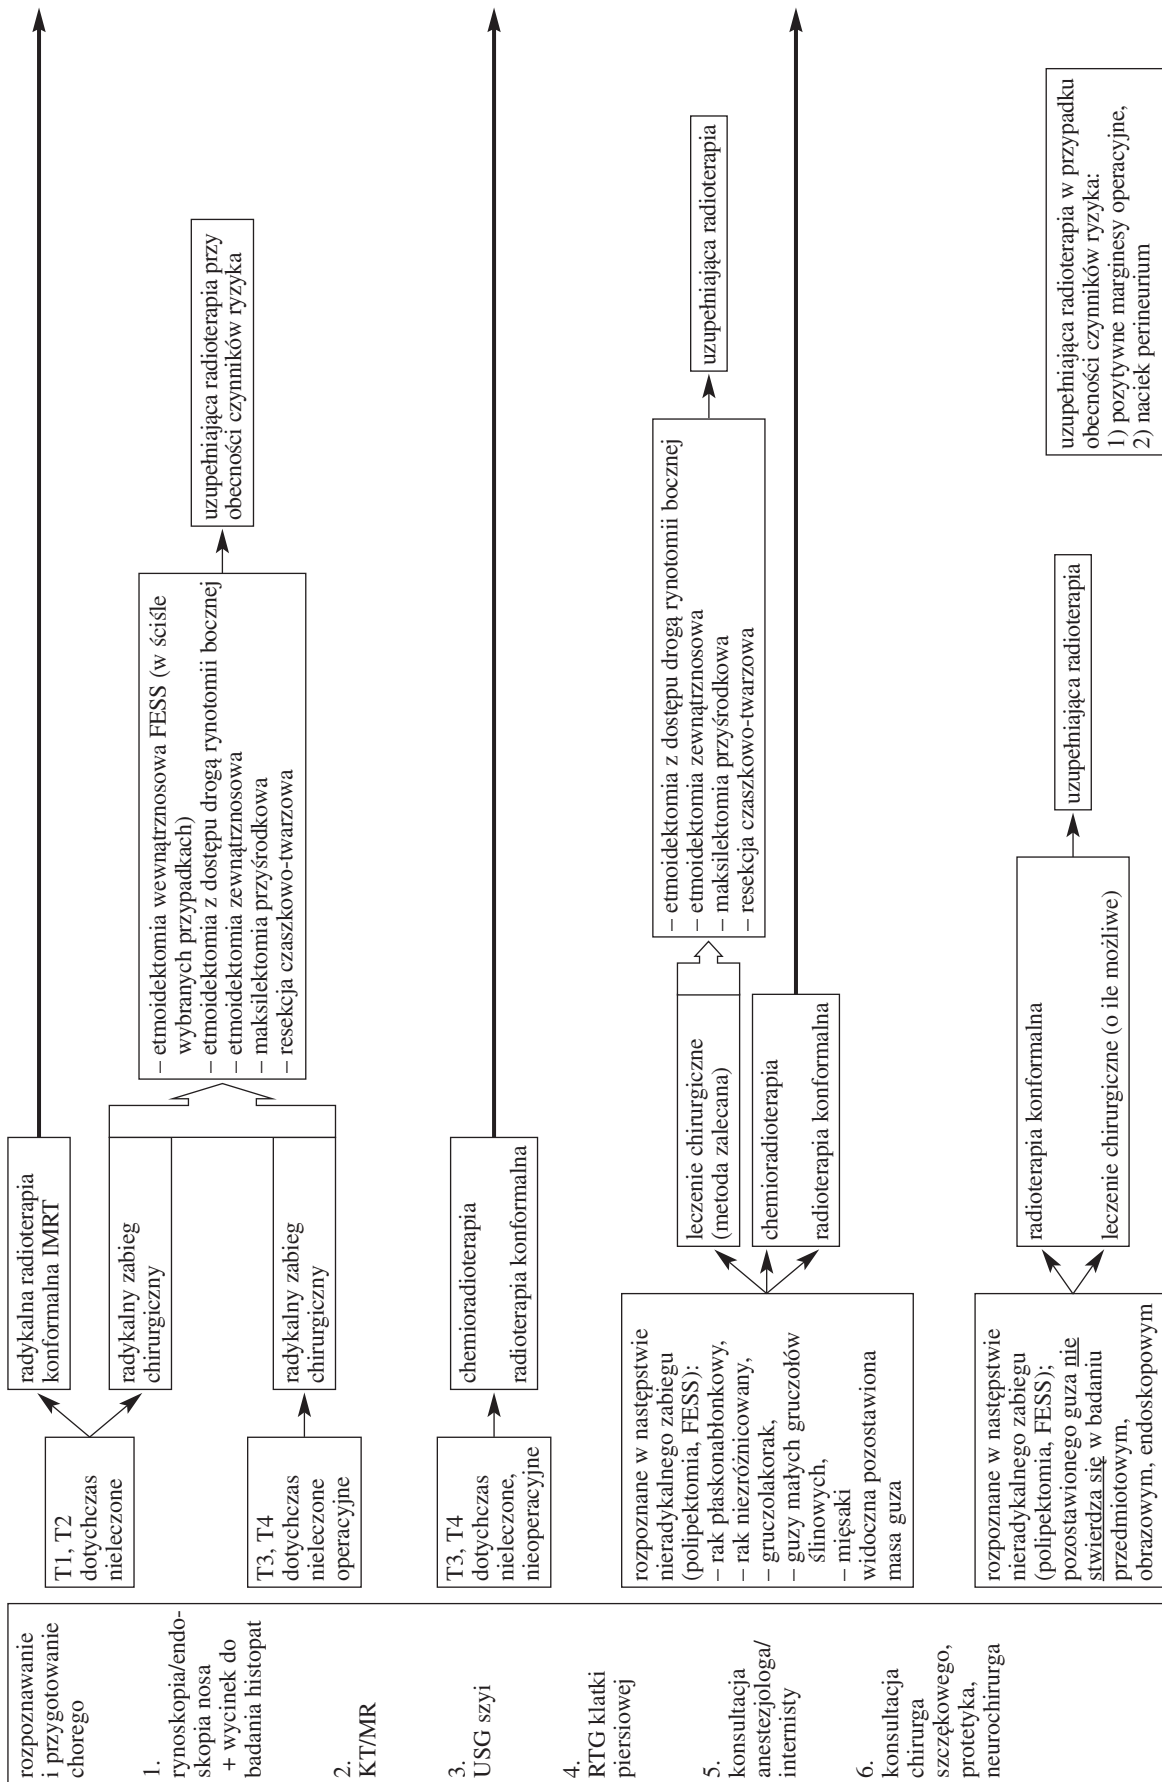 rozpoznawanie
i przygotowanie
chorego
1.
rynoskopia/endo-
skopia nosa
+ wycinek do
badania histopat
2.
KT/MR
3.
USG szyi
4.
RTG klatki
piersiowej
5.
konsultacja
anestezjologa/
internisty
6.
konsultacja
chirurga
szczękowego,
protetyka,
neurochirurga
T1, T2
dotychczas
nieleczone
radykalna radioterapia
konformalna IMRT
radykalny zabieg
chirurgiczny
T3, T4
dotychczas
nieleczone
operacyjne
radykalny zabieg
chirurgiczny
– etmoidektomia wewnątrznosowa FESS (w ściśle
wybranych przypadkach)
– etmoidektomia z dostępu drogą rynotomii bocznej
– etmoidektomia zewnątrznosowa
– maksilektomia przyśrodkowa
– resekcja czaszkowo-twarzowa
uzupełniająca radioterapia przy
obecności czynników ryzyka
T3, T4
dotychczas
nieleczone,
nieoperacyjne
chemioradioterapia
radioterapia konformalna
rozpoznane w następstwie
nieradykalnego zabiegu
(polipektomia, FESS):
– rak płaskonabłonkowy,
– rak niezróżnicowany,
– gruczolakorak,
– guzy małych gruczołów
ślinowych,
– mięsaki
widoczna pozostawiona
masa guza
leczenie chirurgiczne
(metoda zalecana)
chemioradioterapia
radioterapia konformalna
– etmoidektomia z dostępu drogą rynotomii bocznej
– etmoidektomia zewnątrznosowa
– maksilektomia przyśrodkowa
– resekcja czaszkowo-twarzowa
uzupełniająca radioterapia
rozpoznane w następstwie
nieradykalnego zabiegu
(polipektomia, FESS);
pozostawionego guza nie
stwierdza się w badaniu
przedmiotowym,
obrazowym, endoskopowym
radioterapia konformalna
leczenie chirurgiczne (o ile możliwe)
uzupełniająca radioterapia
uzupełniająca radioterapia w przypadku
obecności czynników ryzyka:
1) pozytywne marginesy operacyjne,
2) naciek perineurium